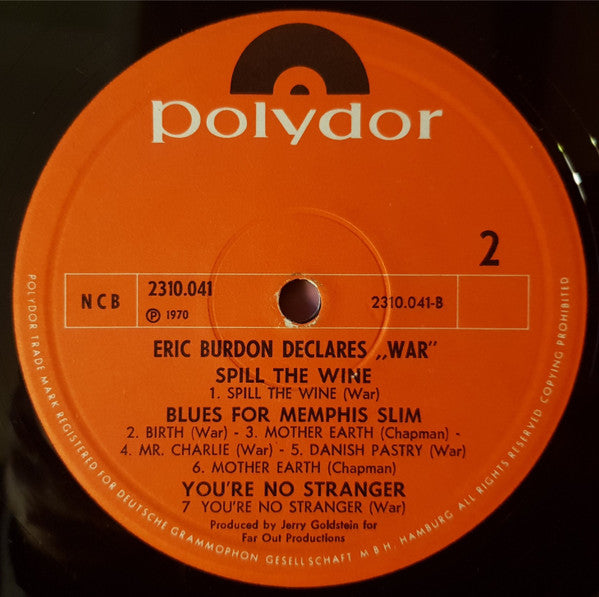 polydor
2
NCB
2310.041
℗ 1970
2310.041-B
ERIC BURDON DECLARES „WAR"
SPILL THE WINE
1. SPILL THE WINE (War)
BLUES FOR MEMPHIS SLIM
2. BIRTH (War) - 3. MOTHER EARTH (Chapman) -
4. MR. CHARLIE (War) - 5. DANISH PASTRY (War)
6. MOTHER EARTH (Chapman)
YOU'RE NO STRANGER
7 YOU'RE NO STRANGER (War)
Produced by Jerry Goldstein for
Far Out Productions
POLYDOR TRADE MARK REGISTERED FOR DEUTSCHE GRAMMOPHON GESELLSCHAFT M B H, HAMBURG ALL RIGHTS RESERVED COPYING PROHIBITED